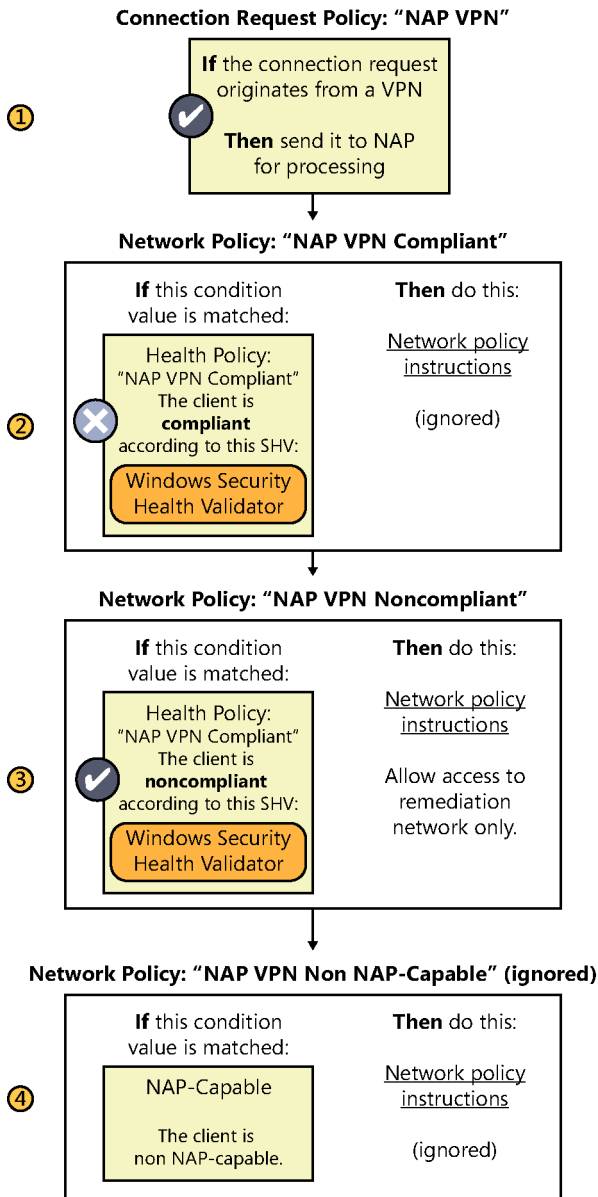 Connection Request Policy: “NAP VPN”
1
If the connection request
originates from a VPN
Then send it to NAP
for processing
Network Policy: “NAP VPN Compliant”
2
If this condition
value is matched:
Health Policy:
“NAP VPN Compliant”
The client is
compliant
according to this SHV:
Windows Security
Health Validator
Then do this:
Network policy
instructions
(ignored)
Network Policy: “NAP VPN Noncompliant”
3
If this condition
value is matched:
Health Policy:
“NAP VPN Compliant”
The client is
noncompliant
according to this SHV:
Windows Security
Health Validator
Then do this:
Network policy
instructions
Allow access to
remediation
network only.
Network Policy: “NAP VPN Non NAP-Capable” (ignored)
4
If this condition
value is matched:
NAP-Capable
The client is
non NAP-capable.
Then do this:
Network policy
instructions
(ignored)